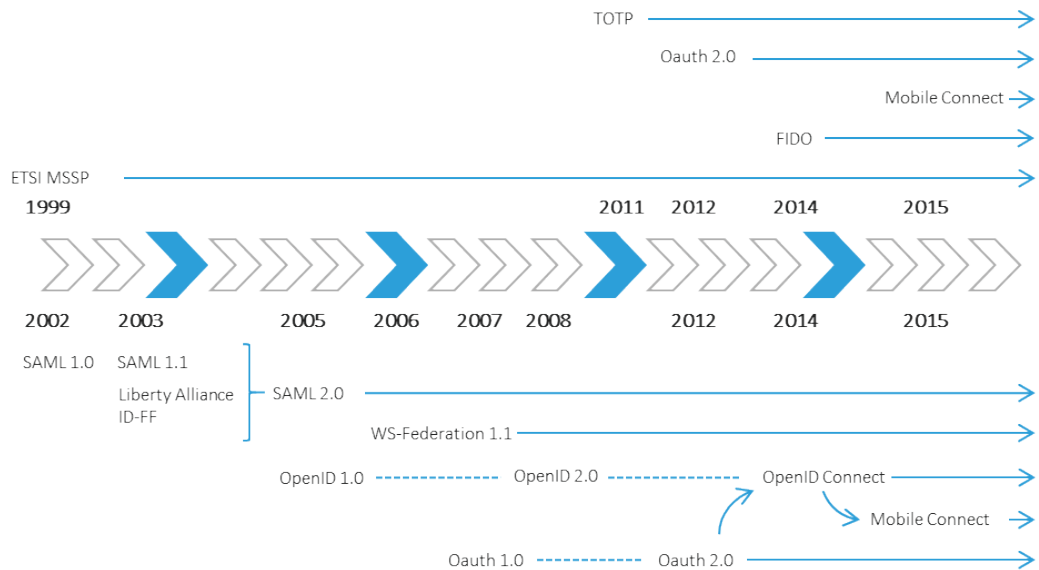 TOTP
Oauth 2.0
Mobile Connect
FIDO
ETSI MSSP
1999 2011 2012 2014 2015
2002 2003 2005 2006 2007 2008 2012 2014 2015
SAML 1.0 SAML 1.1
Liberty Alliance
ID-FF
SAML 2.0
WS-Federation 1.1
OpenID 1.0 OpenID 2.0 OpenID Connect
Mobile Connect
Oauth 1.0 Oauth 2.0